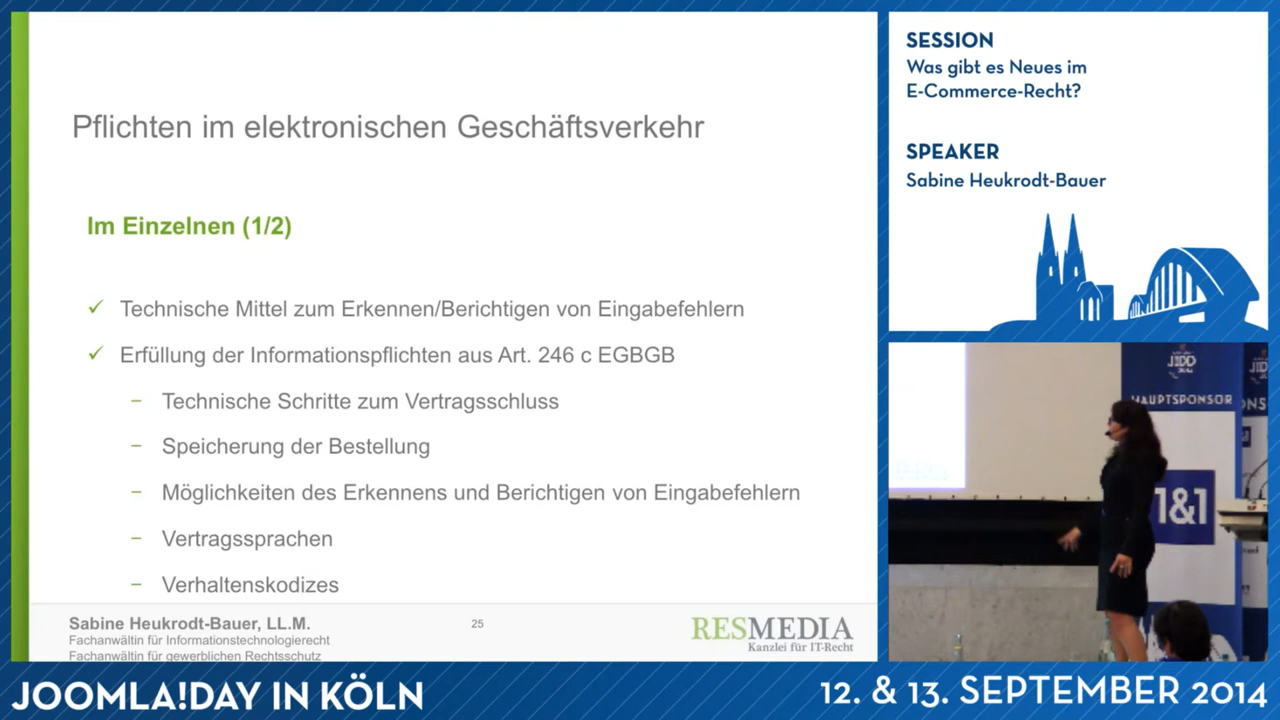 Pflichten im elektronischen Geschäftsverkehr
Im Einzelnen (1/2)
✓ Technische Mittel zum Erkennen/Berichtigen von Eingabefehlern
✓ Erfüllung der Informationspflichten aus Art. 246 c EGBGB
– Technische Schritte zum Vertragsschluss
– Speicherung der Bestellung
– Möglichkeiten des Erkennens und Berichtigen von Eingabefehlern
– Vertragssprachen
– Verhaltenskodizes
Sabine Heukrodt-Bauer, LL.M.
Fachanwältin für Informationstechnologierecht
Fachanwältin für gewerblichen Rechtsschutz
25
RESMEDIA
Kanzlei für IT-Recht
SESSION
Was gibt es Neues im
E-Commerce-Recht?
SPEAKER
Sabine Heukrodt-Bauer
HAUPTSPONSOR
1&1
JOOMLA!DAY IN KÖLN
12. & 13. SEPTEMBER 2014